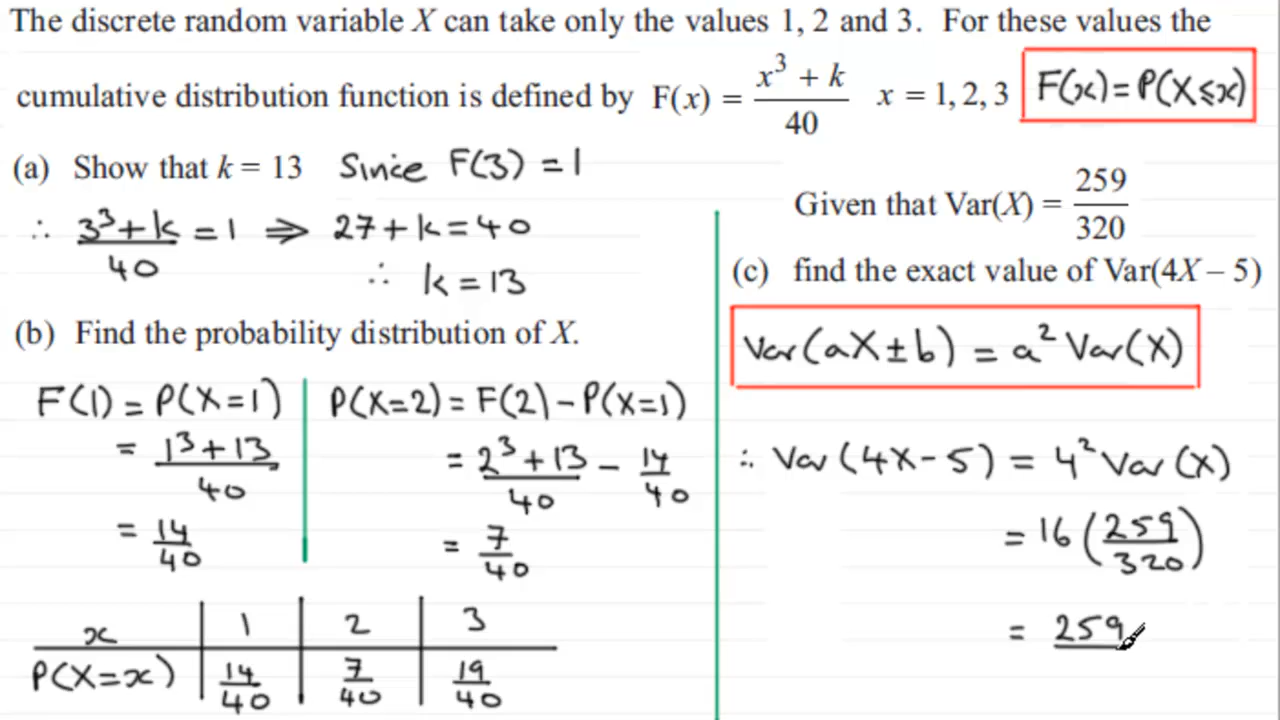 The discrete random variable X can take only the values 1, 2 and 3. For these values the
cumulative distribution function is defined by F(x) = (x³ + k)/40 x = 1, 2, 3 F(x) = P(X ≤ x)
(a) Show that k = 13 Since F(3) = 1
∴ (3³ + k)/40 = 1 ⇒ 27 + k = 40
∴ k = 13
(b) Find the probability distribution of X.
F(1) = P(X = 1)
= (1³ + 13)/40
= 14/40
P(X = 2) = F(2) − P(X = 1)
= (2³ + 13)/40 − 14/40
= 7/40
x | 1 | 2 | 3
P(X = x) | 14/40 | 7/40 | 19/40
Given that Var(X) = 259/320
(c) find the exact value of Var(4X – 5)
Var(aX ± b) = a² Var(X)
∴ Var(4X − 5) = 4² Var(X)
= 16 (259/320)
= 259